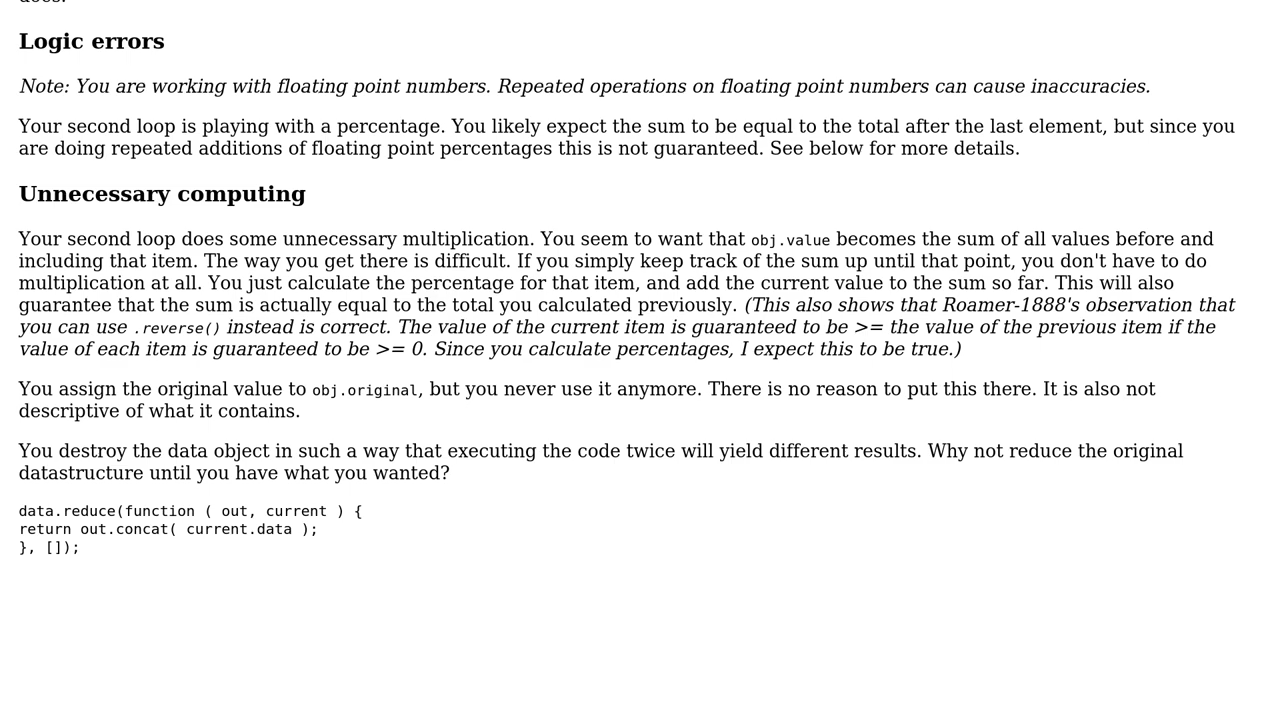 does.
Logic errors
Note: You are working with floating point numbers. Repeated operations on floating point numbers can cause inaccuracies.
Your second loop is playing with a percentage. You likely expect the sum to be equal to the total after the last element, but since you
are doing repeated additions of floating point percentages this is not guaranteed. See below for more details.
Unnecessary computing
Your second loop does some unnecessary multiplication. You seem to want that obj.value becomes the sum of all values before and
including that item. The way you get there is difficult. If you simply keep track of the sum up until that point, you don't have to do
multiplication at all. You just calculate the percentage for that item, and add the current value to the sum so far. This will also
guarantee that the sum is actually equal to the total you calculated previously. (This also shows that Roamer-1888's observation that
you can use .reverse() instead is correct. The value of the current item is guaranteed to be >= the value of the previous item if the
value of each item is guaranteed to be >= 0. Since you calculate percentages, I expect this to be true.)
You assign the original value to obj.original, but you never use it anymore. There is no reason to put this there. It is also not
descriptive of what it contains.
You destroy the data object in such a way that executing the code twice will yield different results. Why not reduce the original
datastructure until you have what you wanted?
data.reduce(function ( out, current ) {
return out.concat( current.data );
}, []);